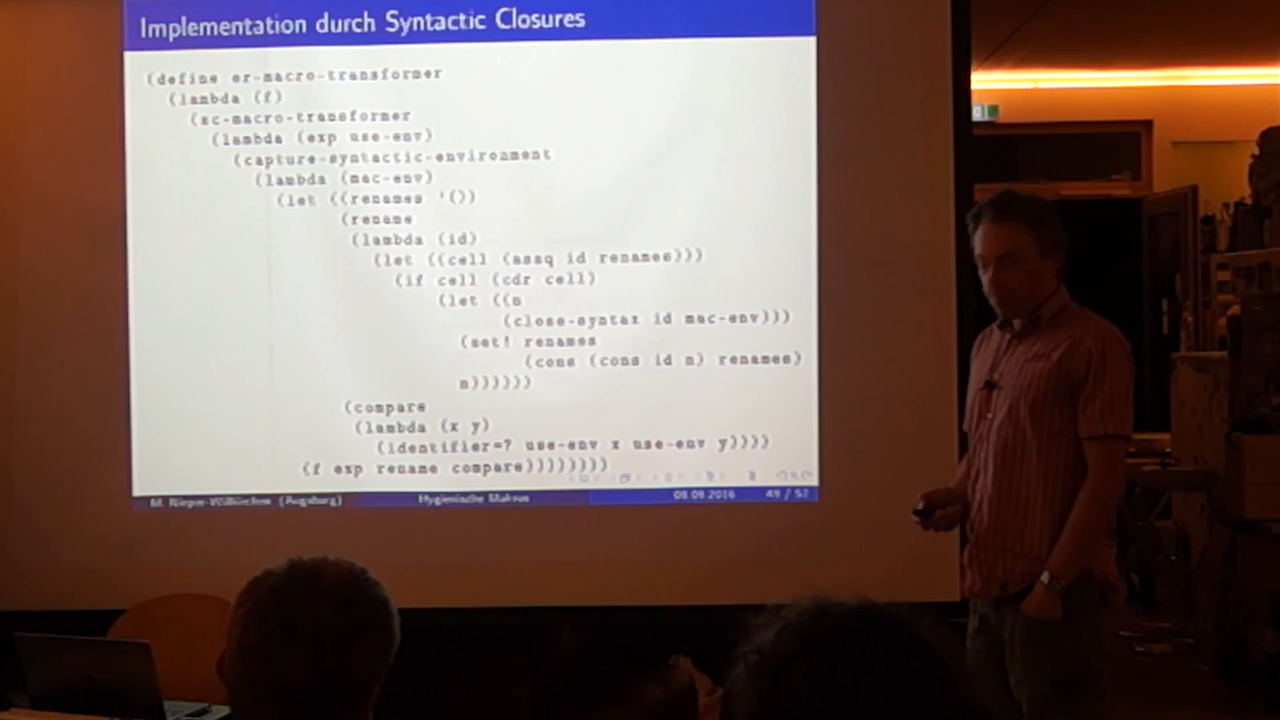 Implementation durch Syntactic Closures
(define er-macro-transformer
(lambda (f)
(sc-macro-transformer
(lambda (exp use-env)
(capture-syntactic-environment
(lambda (mac-env)
(let ((renames '())
(rename
(lambda (id)
(let ((cell (assq id renames)))
(if cell (cdr cell)
(let ((n
(close-syntax id mac-env)))
(set! renames
(cons (cons id n) renames)
n))))))
(compare
(lambda (x y)
(identifier=? use-env x use-env y))))
(f exp rename compare))))))))
M. (Augsburg) Hygienische Makros 08.09.2016 49 / 52